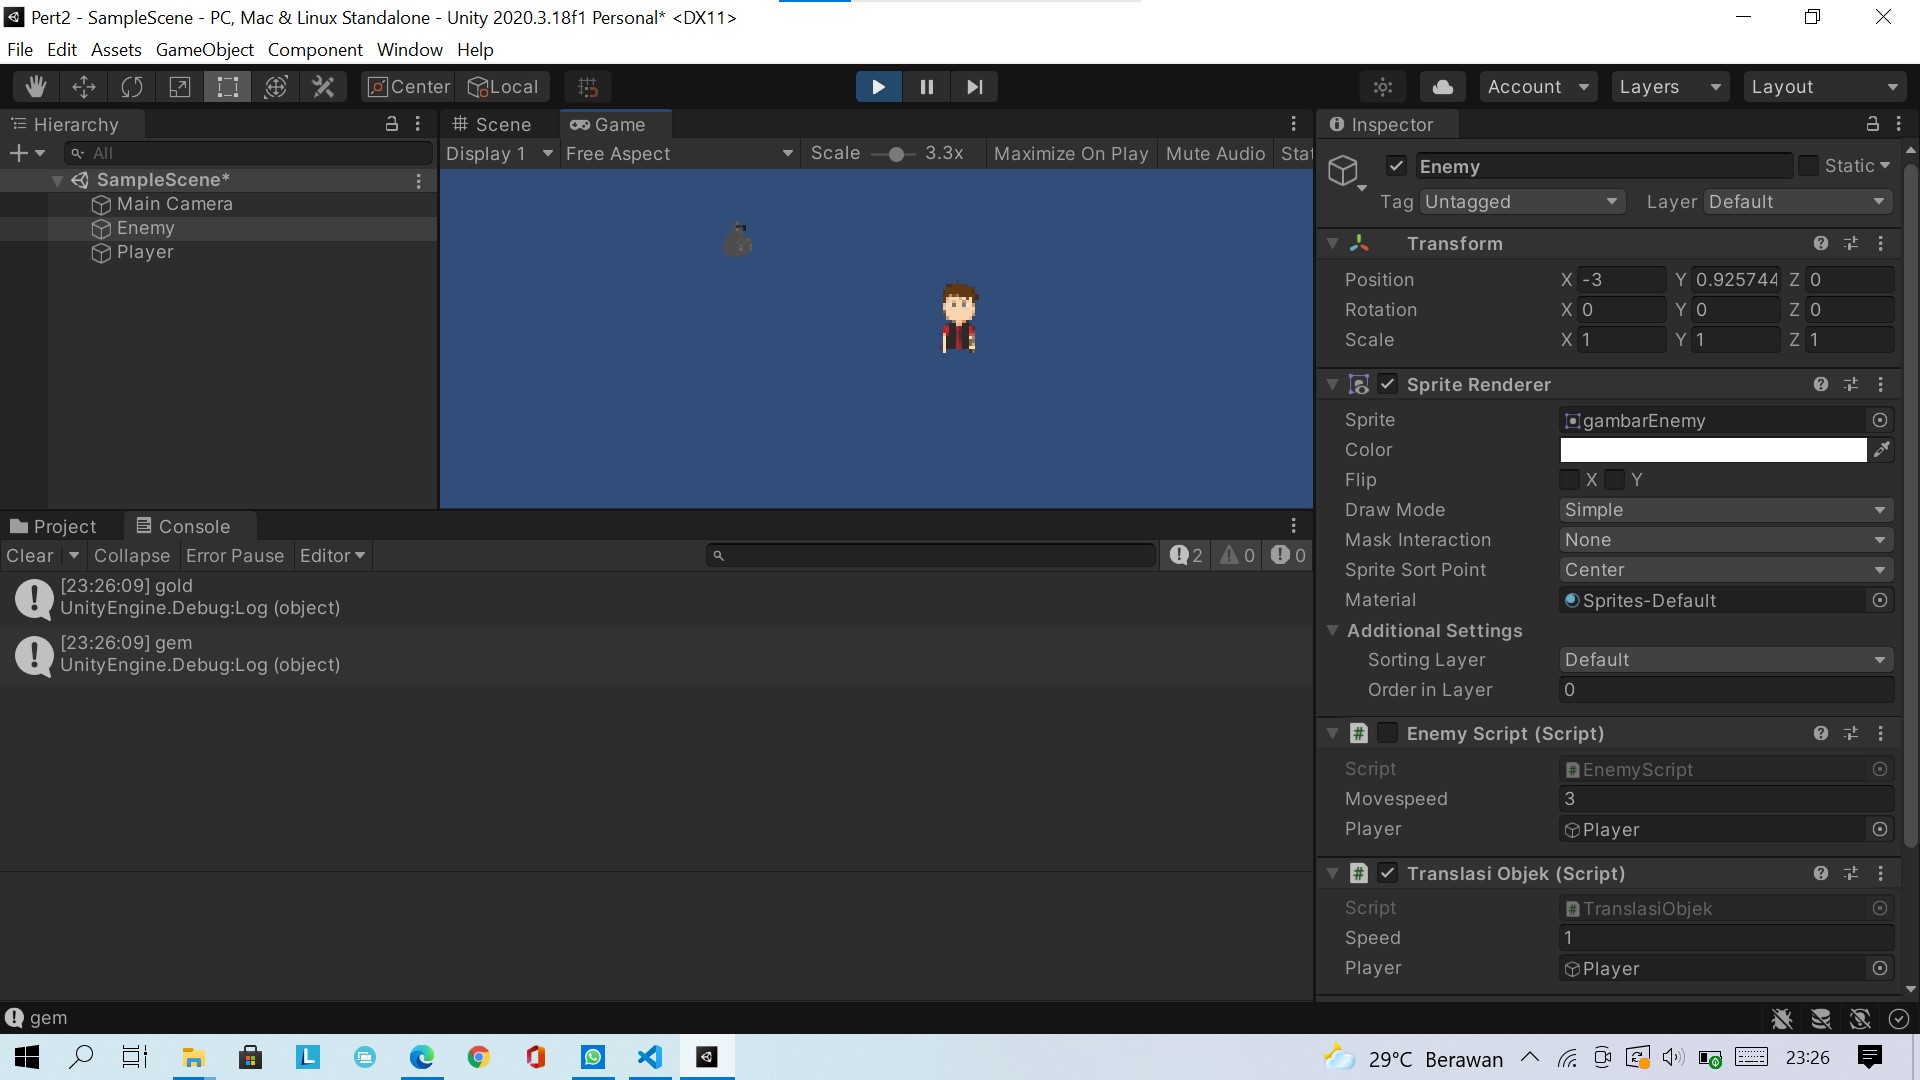 Pert2 - SampleScene - PC, Mac & Linux Standalone - Unity 2020.3.18f1 Personal* <DX11>
File Edit Assets GameObject Component Window Help
Center Local Account Layers Layout
Hierarchy
All
SampleScene*
Main Camera
Enemy
Player
Scene Game
Display 1 Free Aspect Scale 3.3x Maximize On Play Mute Audio Stat
Project Console
Clear Collapse Error Pause Editor 2 0 0
[23:26:09] gold
UnityEngine.Debug:Log (object)
[23:26:09] gem
UnityEngine.Debug:Log (object)
gem
Inspector
Enemy Static
Tag Untagged Layer Default
Transform
Position X -3 Y 0.925744 Z 0
Rotation X 0 Y 0 Z 0
Scale X 1 Y 1 Z 1
Sprite Renderer
Sprite gambarEnemy
Color
Flip X Y
Draw Mode Simple
Mask Interaction None
Sprite Sort Point Center
Material Sprites-Default
Additional Settings
Sorting Layer Default
Order in Layer 0
# Enemy Script (Script)
Script EnemyScript
Movespeed 3
Player Player
# Translasi Objek (Script)
Script TranslasiObjek
Speed 1
Player Player
29°C Berawan 23:26